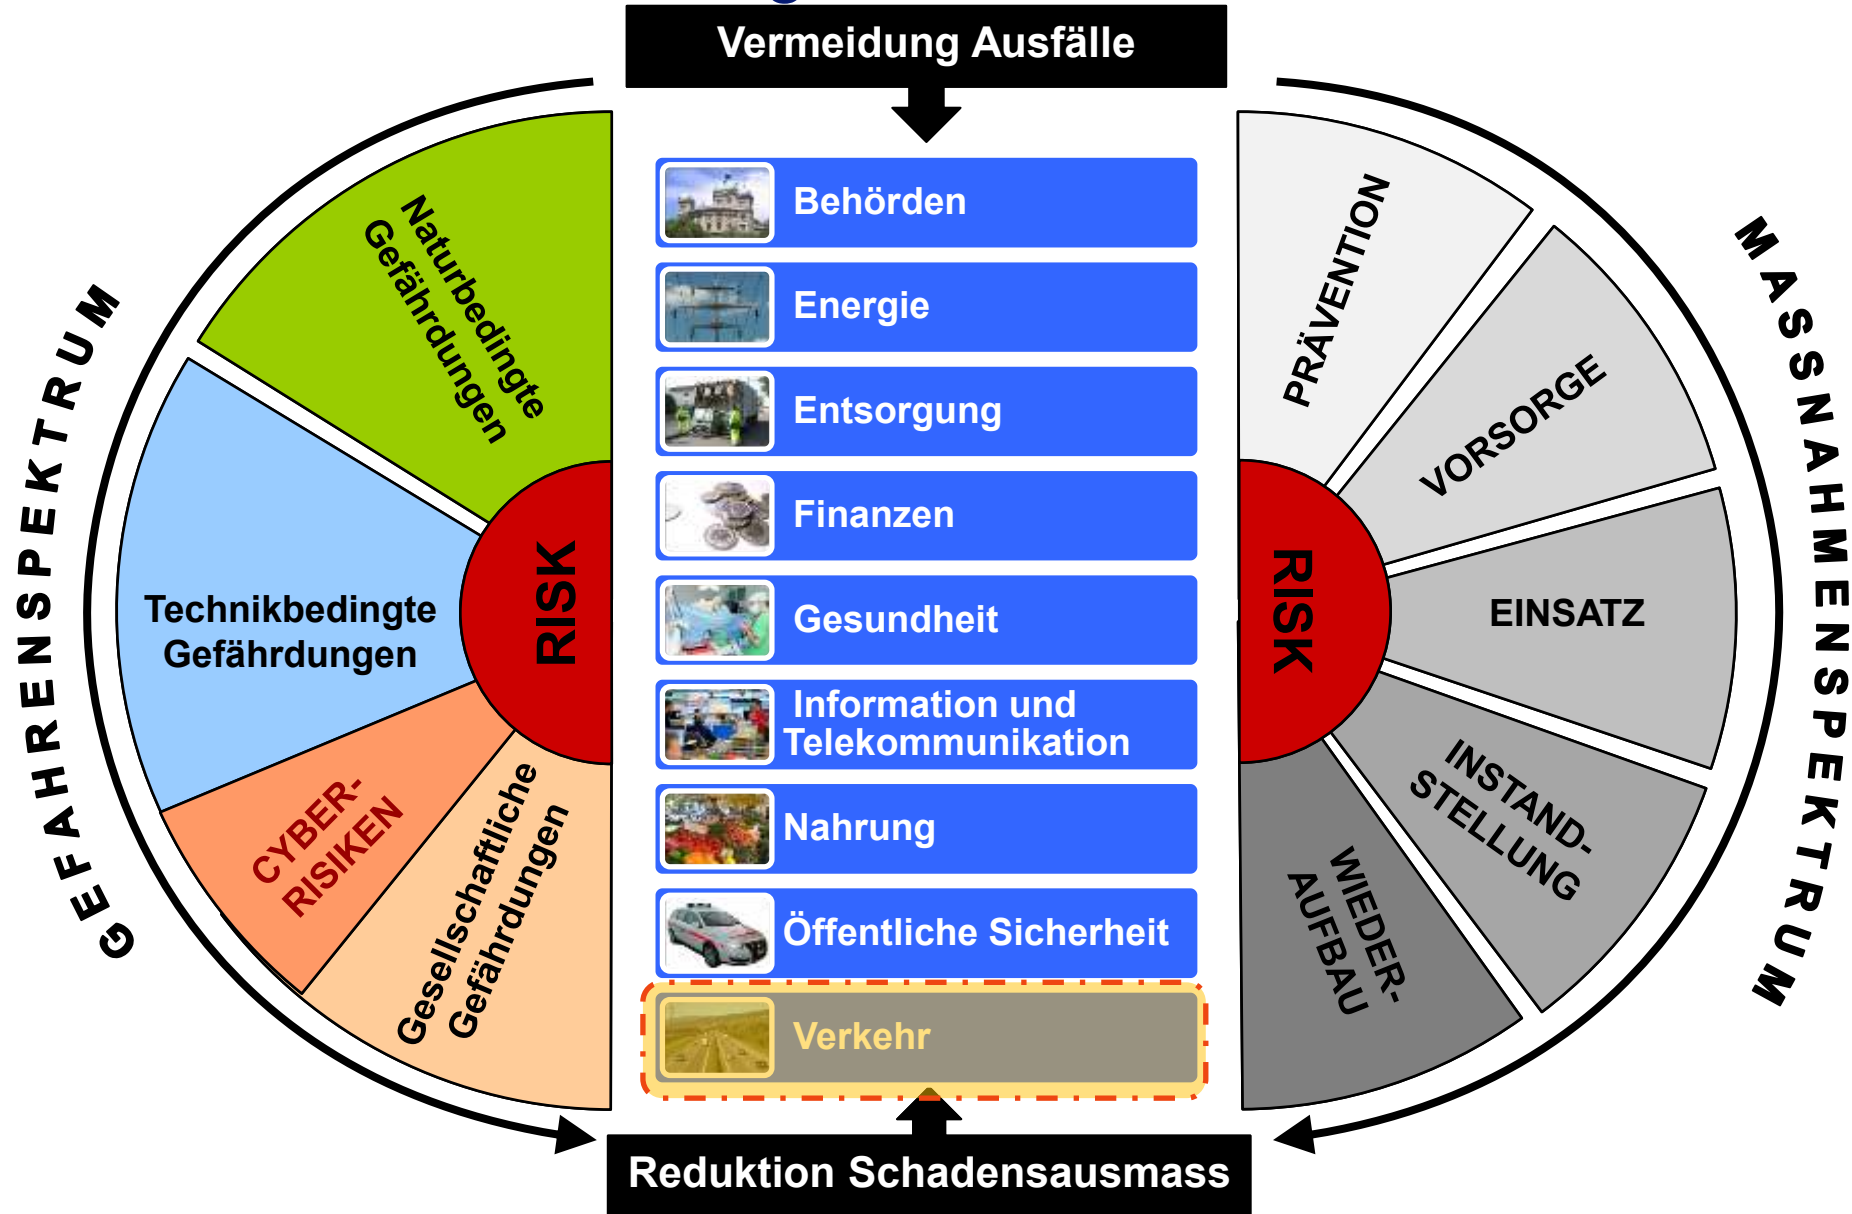 Vermeidung Ausfälle
GEFAHRENSPEKTRUM
Naturbedingte
Gefährdungen
Technikbedingte
Gefährdungen
CYBER-
RISIKEN
Gesellschaftliche
Gefährdungen
RISK
Behörden
Energie
Entsorgung
Finanzen
Gesundheit
Information und
Telekommunikation
Nahrung
Öffentliche Sicherheit
Verkehr
RISK
PRÄVENTION
VORSORGE
EINSATZ
INSTAND-
STELLUNG
WIEDER-
AUFBAU
MASSNAHMENSPEKTRUM
Reduktion Schadensausmass